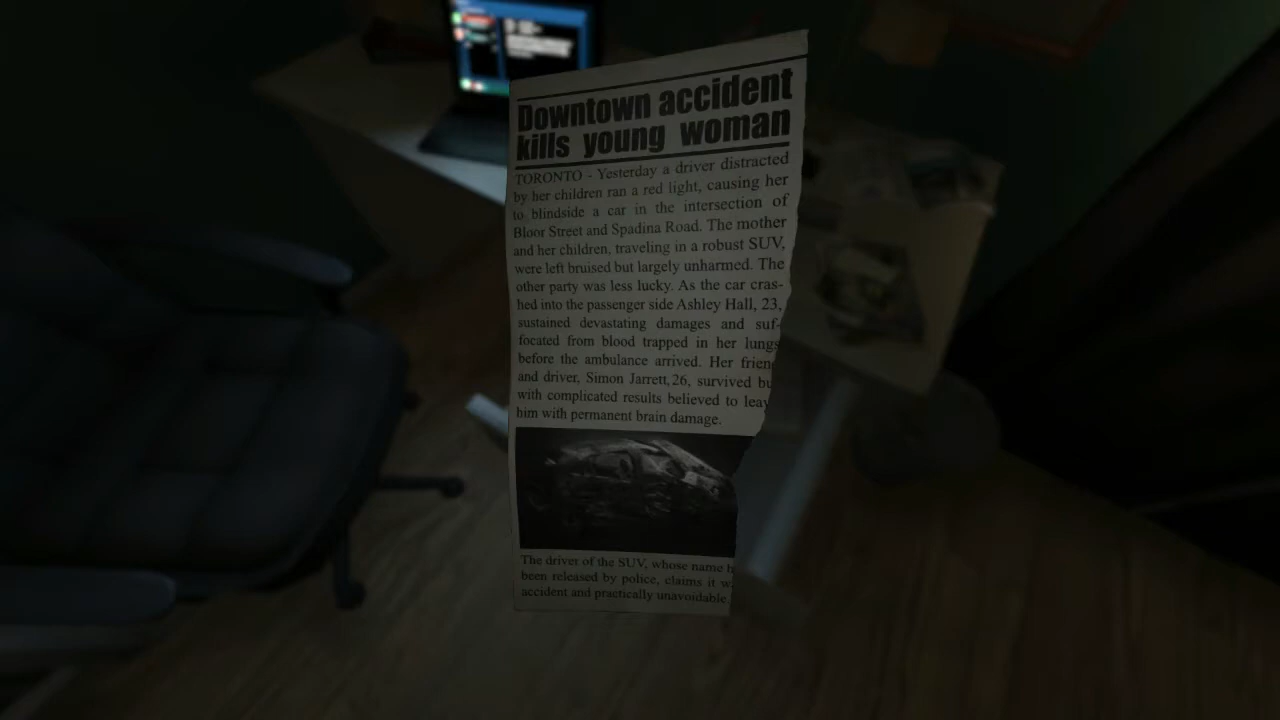 Downtown accident
kills young woman
TORONTO - Yesterday a driver distracted
by her children ran a red light, causing her
to blindside a car in the intersection of
Bloor Street and Spadina Road. The mother
and her children, traveling in a robust SUV,
were left bruised but largely unharmed. The
other party was less lucky. As the car cras-
hed into the passenger side Ashley Hall, 23,
sustained devastating damages and suf-
focated from blood trapped in her lungs
before the ambulance arrived. Her frien
and driver, Simon Jarrett, 26, survived bu
with complicated results believed to leav
him with permanent brain damage.
The driver of the SUV, whose name h
been released by police, claims it w
accident and practically unavoidable.